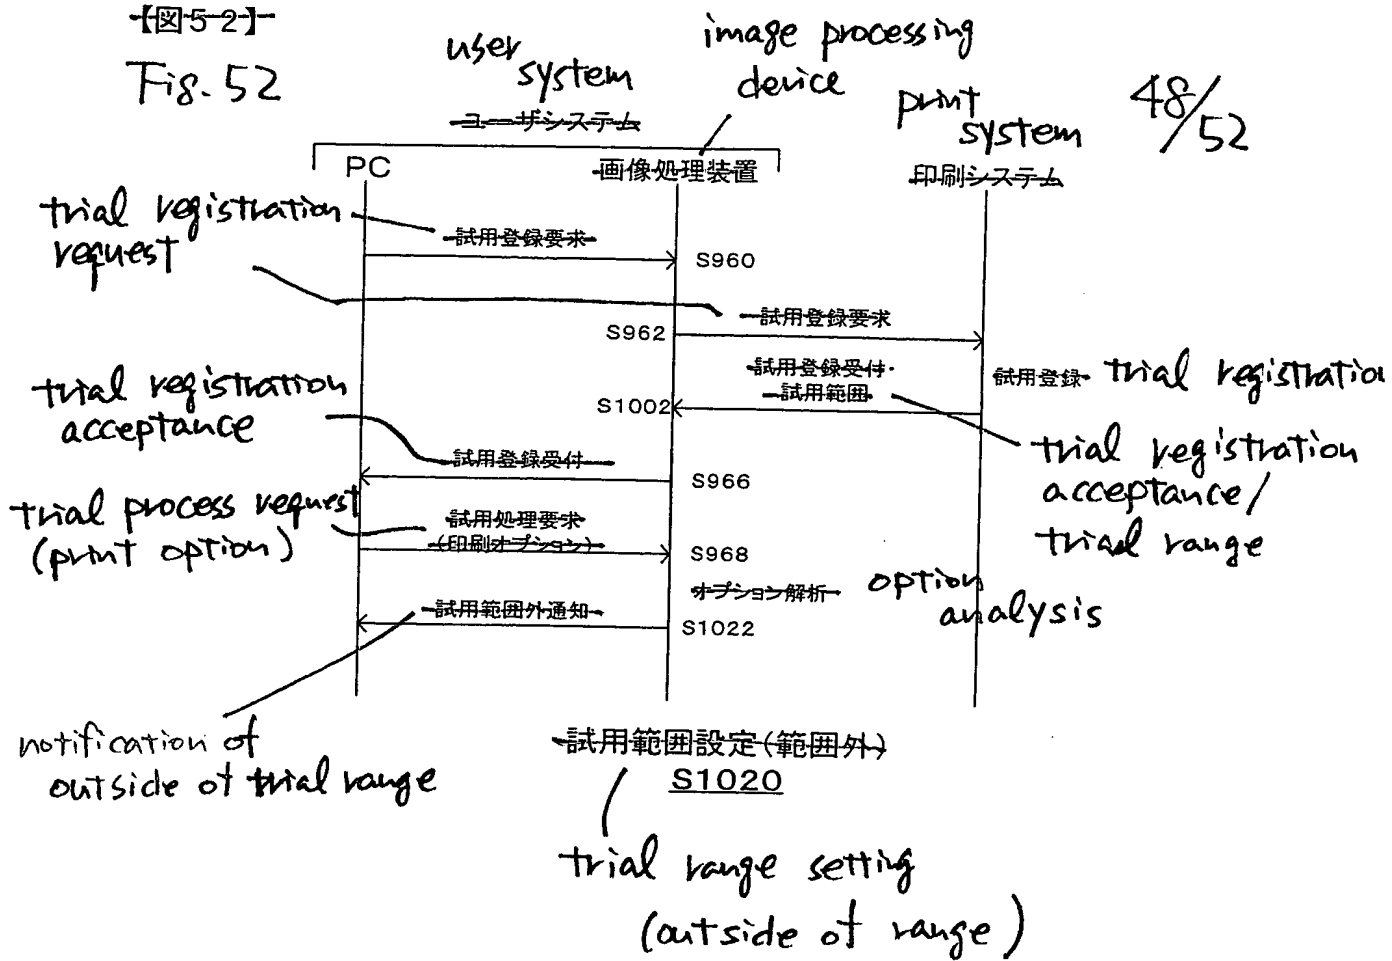 【図52】
Fig. 52
user
system
image processing
device
print
system
48/52
ユーザシステム
PC
画像処理装置
印刷システム
trial registration
request
試用登録要求
S960
試用登録要求
S962
試用登録受付・
試用範囲
S1002
試用登録
trial registration
trial registration
acceptance
trial registration
acceptance/
trial range
試用登録受付
S966
trial process request
(print option)
試用処理要求
(印刷オプション)
S968
オプション解析
option
analysis
試用範囲外通知
S1022
notification of
outside of trial range
試用範囲設定(範囲外)
S1020
trial range setting
(outside of range)